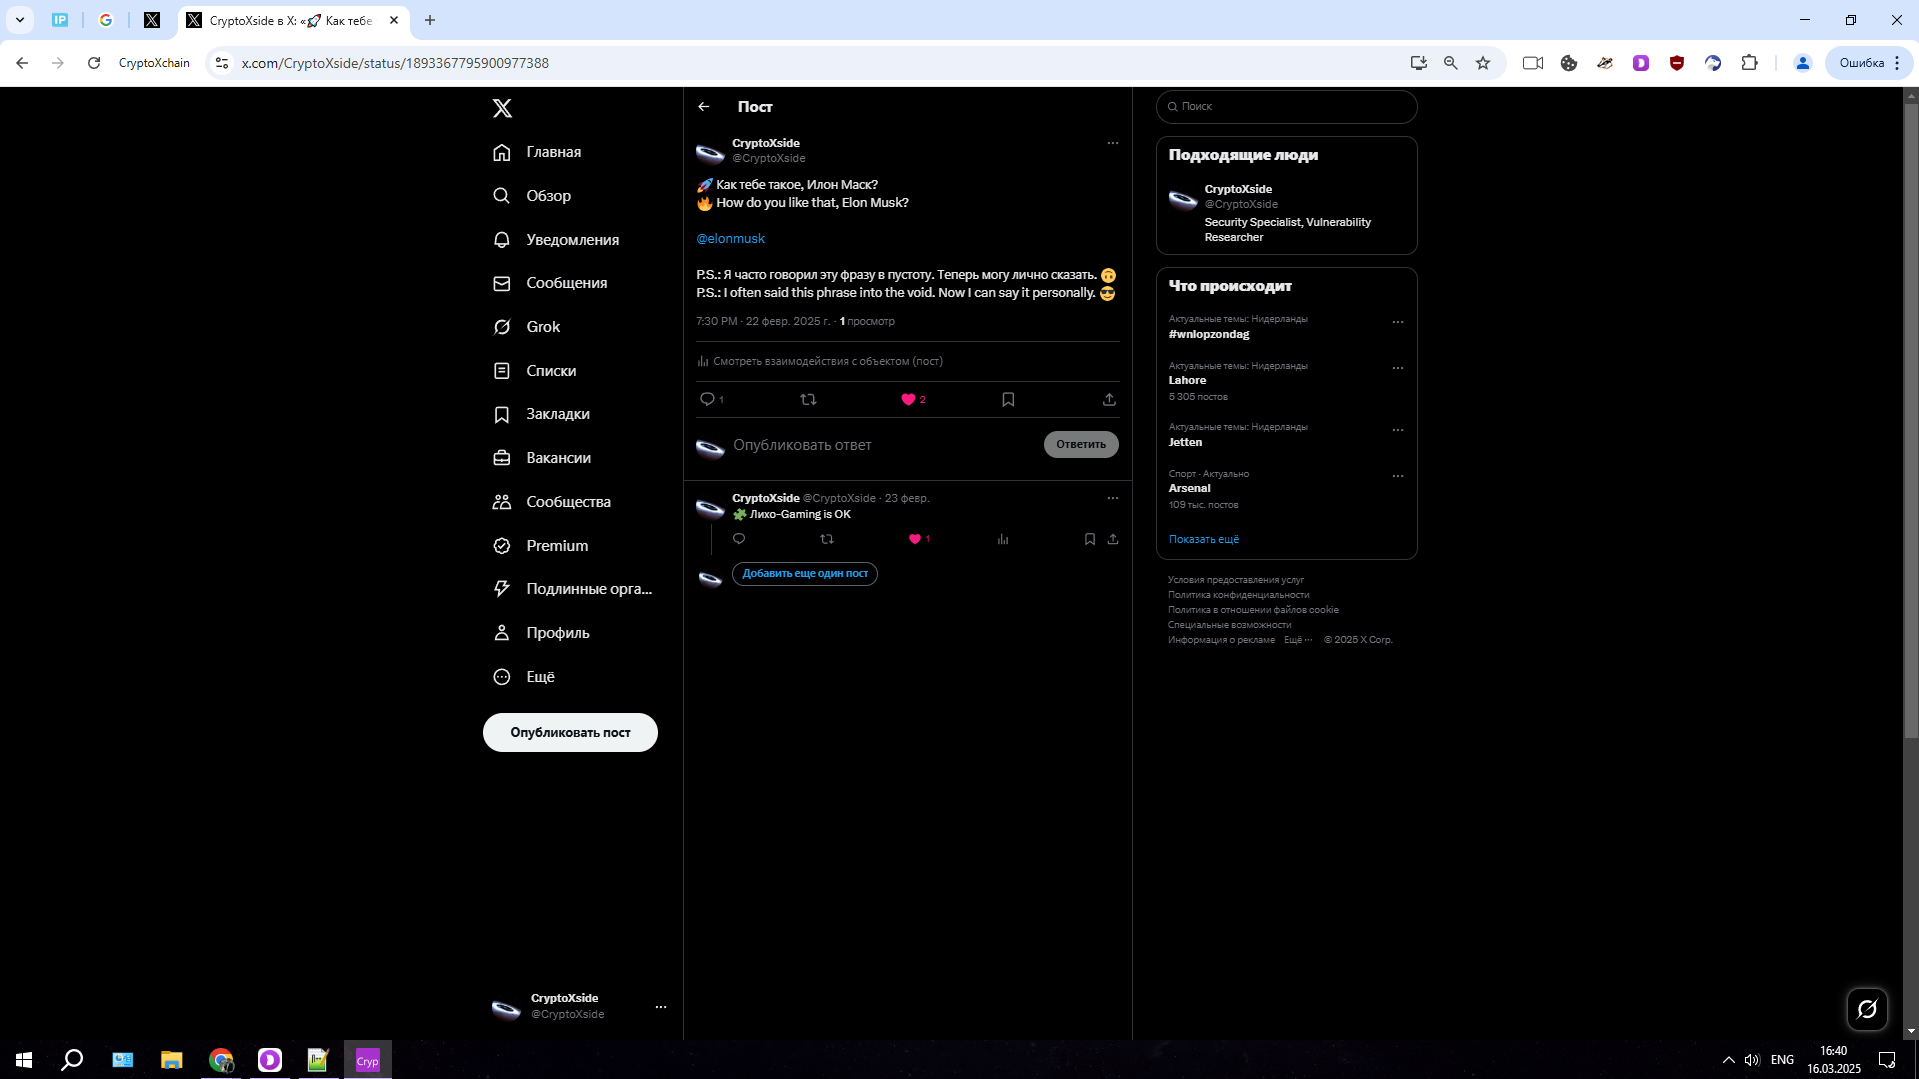 CryptoXside в X: «🚀 Как тебе
CryptoXchain
x.com/CryptoXside/status/1893367795900977388
Ошибка
Главная
Обзор
Уведомления
Сообщения
Grok
Списки
Закладки
Вакансии
Сообщества
Premium
Подлинные орга...
Профиль
Ещё
Опубликовать пост
CryptoXside
@CryptoXside
Пост
CryptoXside
@CryptoXside
🚀 Как тебе такое, Илон Маск?
🔥 How do you like that, Elon Musk?
@elonmusk
P.S.: Я часто говорил эту фразу в пустоту. Теперь могу лично сказать. 🙃
P.S.: I often said this phrase into the void. Now I can say it personally. 😎
7:30 PM · 22 февр. 2025 г. · 1 просмотр
Смотреть взаимодействия с объектом (пост)
1 2
Опубликовать ответ
Ответить
CryptoXside @CryptoXside · 23 февр.
🧩 Лихо-Gaming is OK
1
Добавить еще один пост
Поиск
Подходящие люди
CryptoXside
@CryptoXside
Security Specialist, Vulnerability
Researcher
Что происходит
Актуальные темы: Нидерланды
#wnlopzondag
Актуальные темы: Нидерланды
Lahore
5 305 постов
Актуальные темы: Нидерланды
Jetten
Спорт · Актуально
Arsenal
109 тыс. постов
Показать ещё
Условия предоставления услуг
Политика конфиденциальности
Политика в отношении файлов cookie
Специальные возможности
Информация о рекламе Ещё ··· © 2025 X Corp.
Cryp
ENG
16:40
16.03.2025